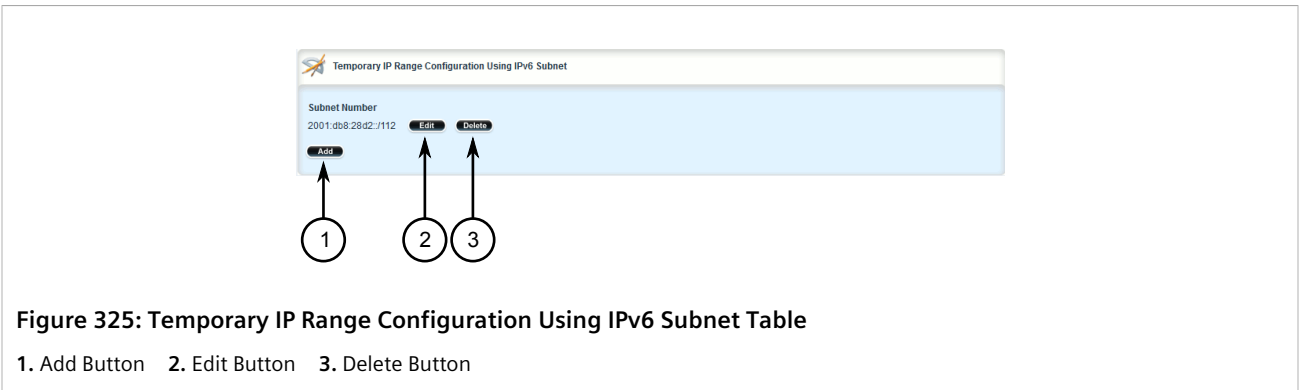 Temporary IP Range Configuration Using IPv6 Subnet
Subnet Number
2001:db8:28d2::/112 Edit Delete
Add
1 2 3
Figure 325: Temporary IP Range Configuration Using IPv6 Subnet Table
1. Add Button 2. Edit Button 3. Delete Button